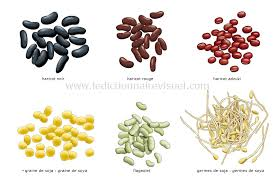 haricot noir
haricot rouge
haricot adzuki
www.ledictionnairevisuel.com
graine de soja - graine de soya
flageolet
germes de soja - germes de soya